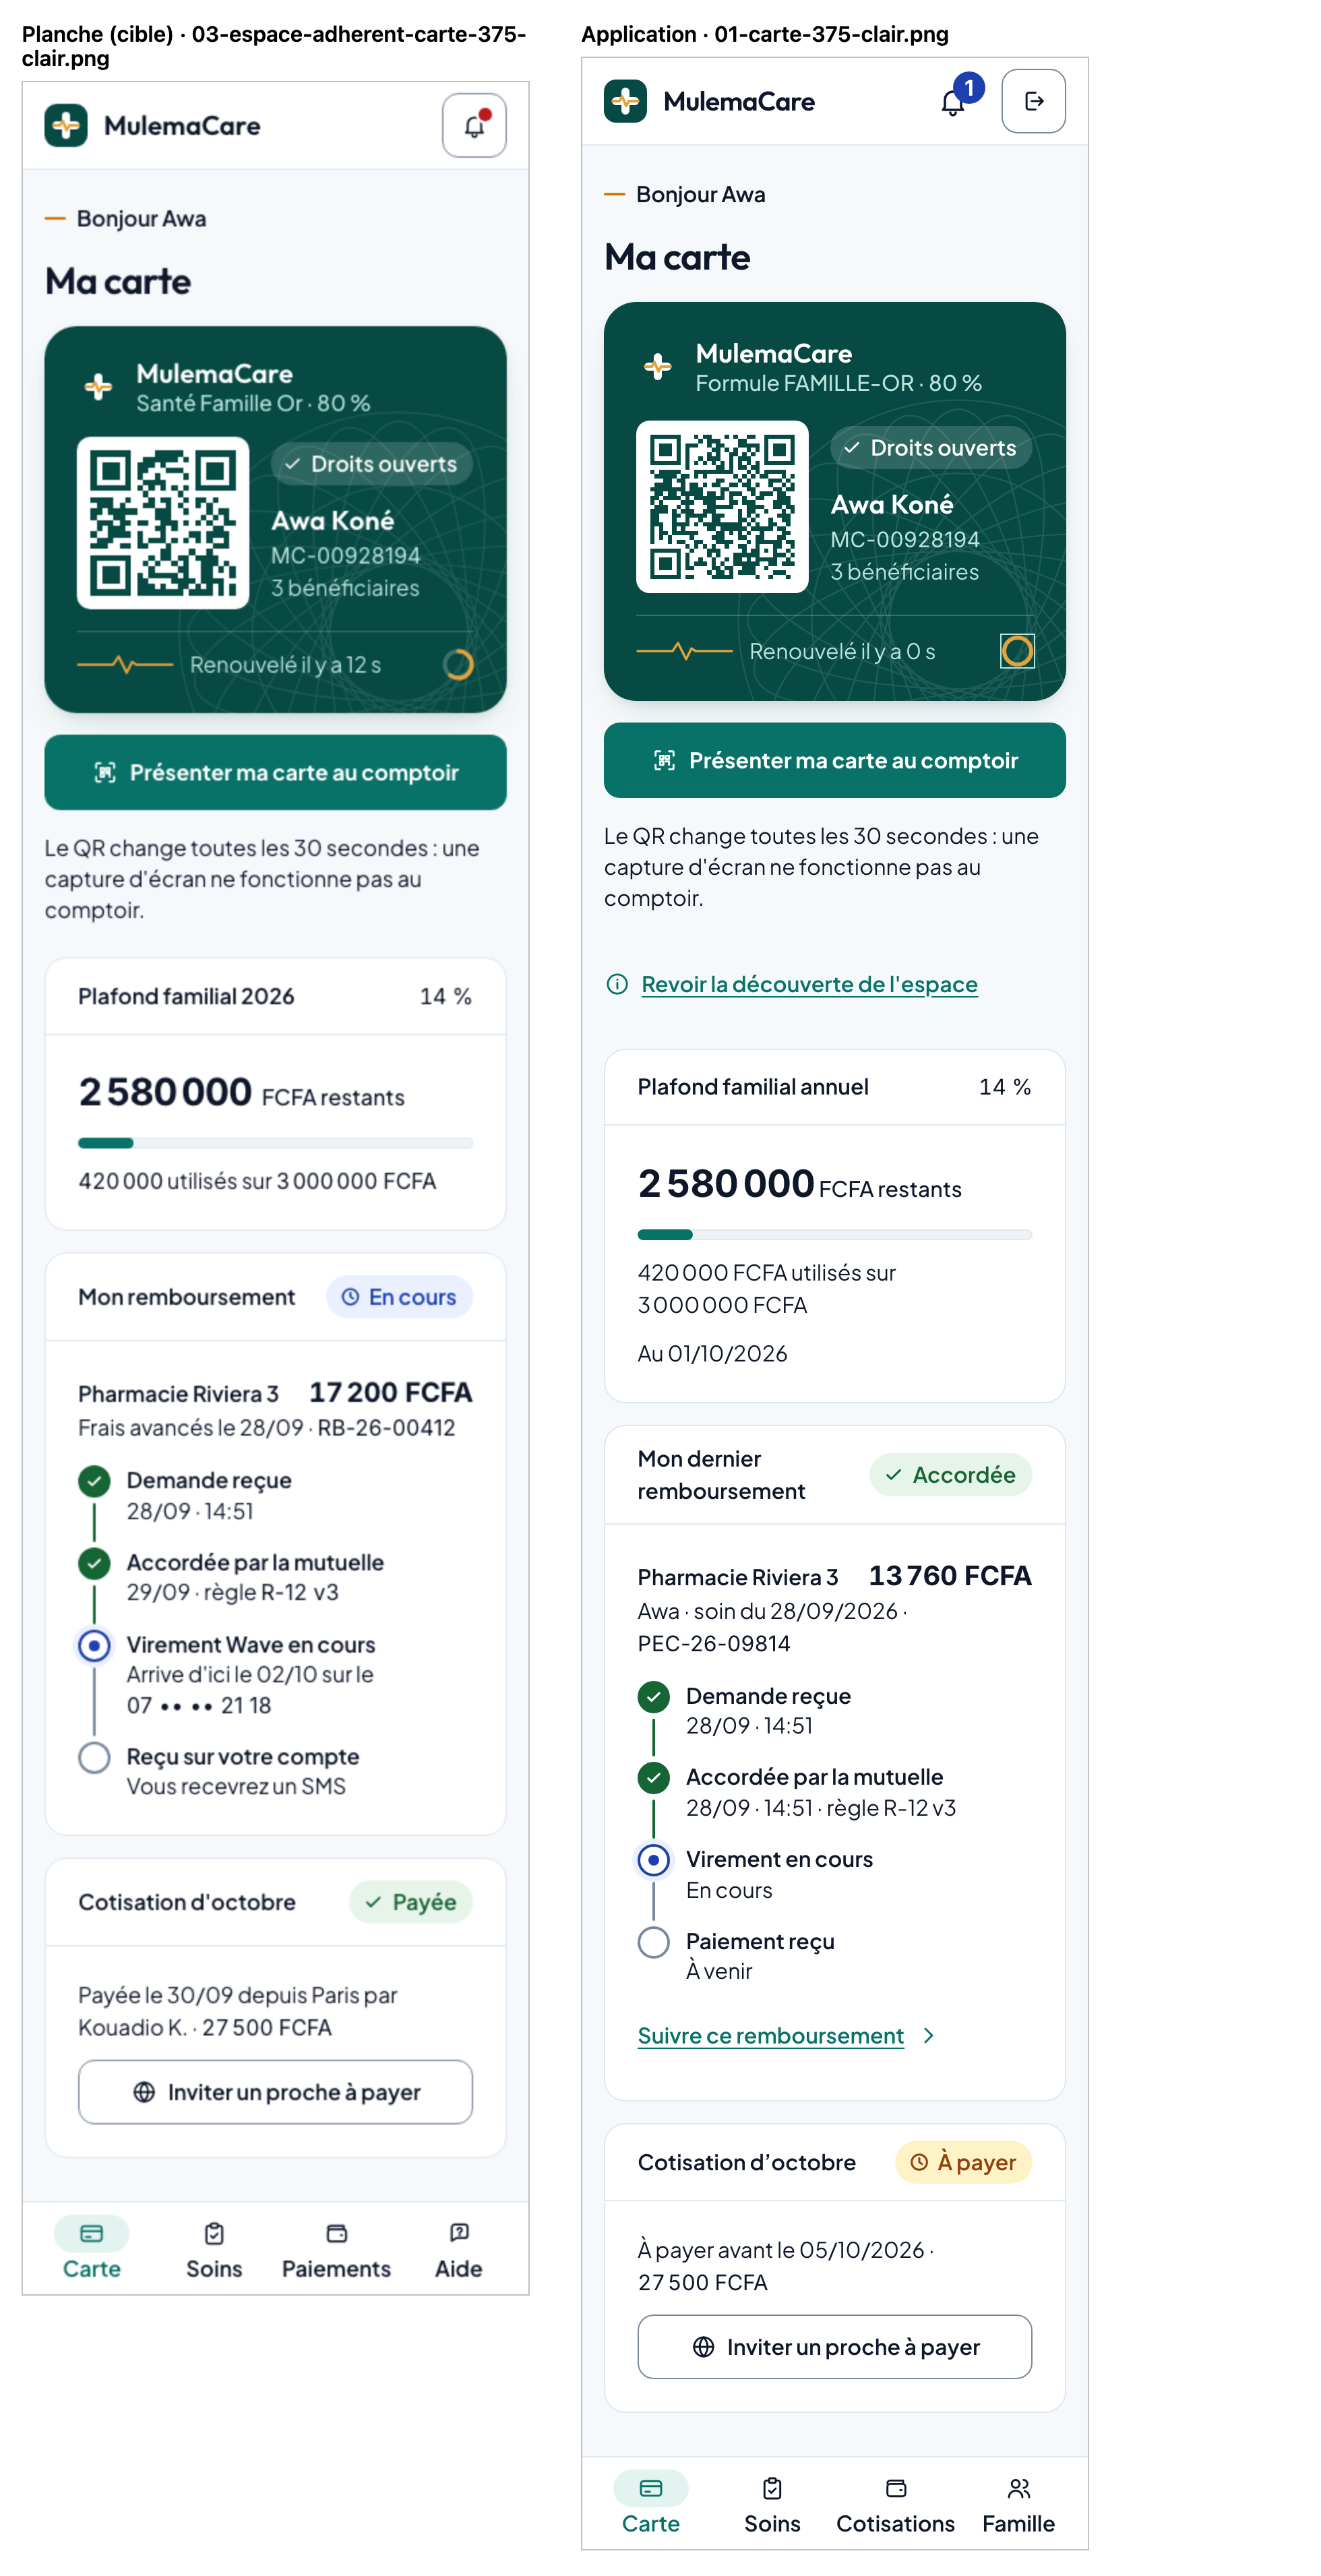 Planche (cible) · 03-espace-adherent-carte-375-
clair.png
MulemaCare
Bonjour Awa
Ma carte
MulemaCare
Santé Famille Or · 80 %
Droits ouverts
Awa Koné
MC-00928194
3 bénéficiaires
Renouvelé il y a 12 s
Présenter ma carte au comptoir
Le QR change toutes les 30 secondes : une
capture d'écran ne fonctionne pas au
comptoir.
Plafond familial 2026 14 %
2 580 000 FCFA restants
420 000 utilisés sur 3 000 000 FCFA
Mon remboursement En cours
Pharmacie Riviera 3 17 200 FCFA
Frais avancés le 28/09 · RB-26-00412
Demande reçue
28/09 · 14:51
Accordée par la mutuelle
29/09 · règle R-12 v3
Virement Wave en cours
Arrive d'ici le 02/10 sur le
07 •• •• 21 18
Reçu sur votre compte
Vous recevrez un SMS
Cotisation d'octobre Payée
Payée le 30/09 depuis Paris par
Kouadio K. · 27 500 FCFA
Inviter un proche à payer
Carte Soins Paiements Aide
Application · 01-carte-375-clair.png
MulemaCare 1
Bonjour Awa
Ma carte
MulemaCare
Formule FAMILLE-OR · 80 %
Droits ouverts
Awa Koné
MC-00928194
3 bénéficiaires
Renouvelé il y a 0 s
Présenter ma carte au comptoir
Le QR change toutes les 30 secondes : une
capture d'écran ne fonctionne pas au
comptoir.
Revoir la découverte de l'espace
Plafond familial annuel 14 %
2 580 000 FCFA restants
420 000 FCFA utilisés sur
3 000 000 FCFA
Au 01/10/2026
Mon dernier
remboursement Accordée
Pharmacie Riviera 3 13 760 FCFA
Awa · soin du 28/09/2026 ·
PEC-26-09814
Demande reçue
28/09 · 14:51
Accordée par la mutuelle
28/09 · 14:51 · règle R-12 v3
Virement en cours
En cours
Paiement reçu
À venir
Suivre ce remboursement
Cotisation d’octobre À payer
À payer avant le 05/10/2026 ·
27 500 FCFA
Inviter un proche à payer
Carte Soins Cotisations Famille